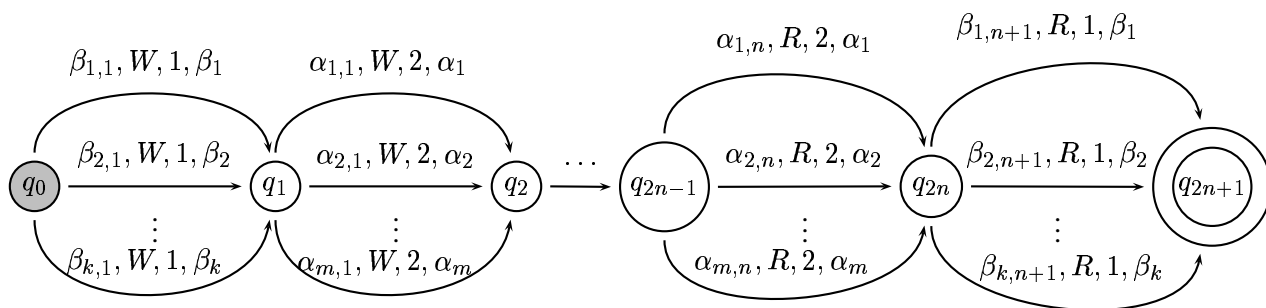 β_{1,1}, W, 1, β_1
α_{1,1}, W, 2, α_1
α_{1,n}, R, 2, α_1
β_{1,n+1}, R, 1, β_1
β_{2,1}, W, 1, β_2
α_{2,1}, W, 2, α_2
α_{2,n}, R, 2, α_2
β_{2,n+1}, R, 1, β_2
q_0
q_1
q_2
⋯
q_{2n−1}
q_{2n}
q_{2n+1}
⋮
⋮
⋮
⋮
β_{k,1}, W, 1, β_k
α_{m,1}, W, 2, α_m
α_{m,n}, R, 2, α_m
β_{k,n+1}, R, 1, β_k